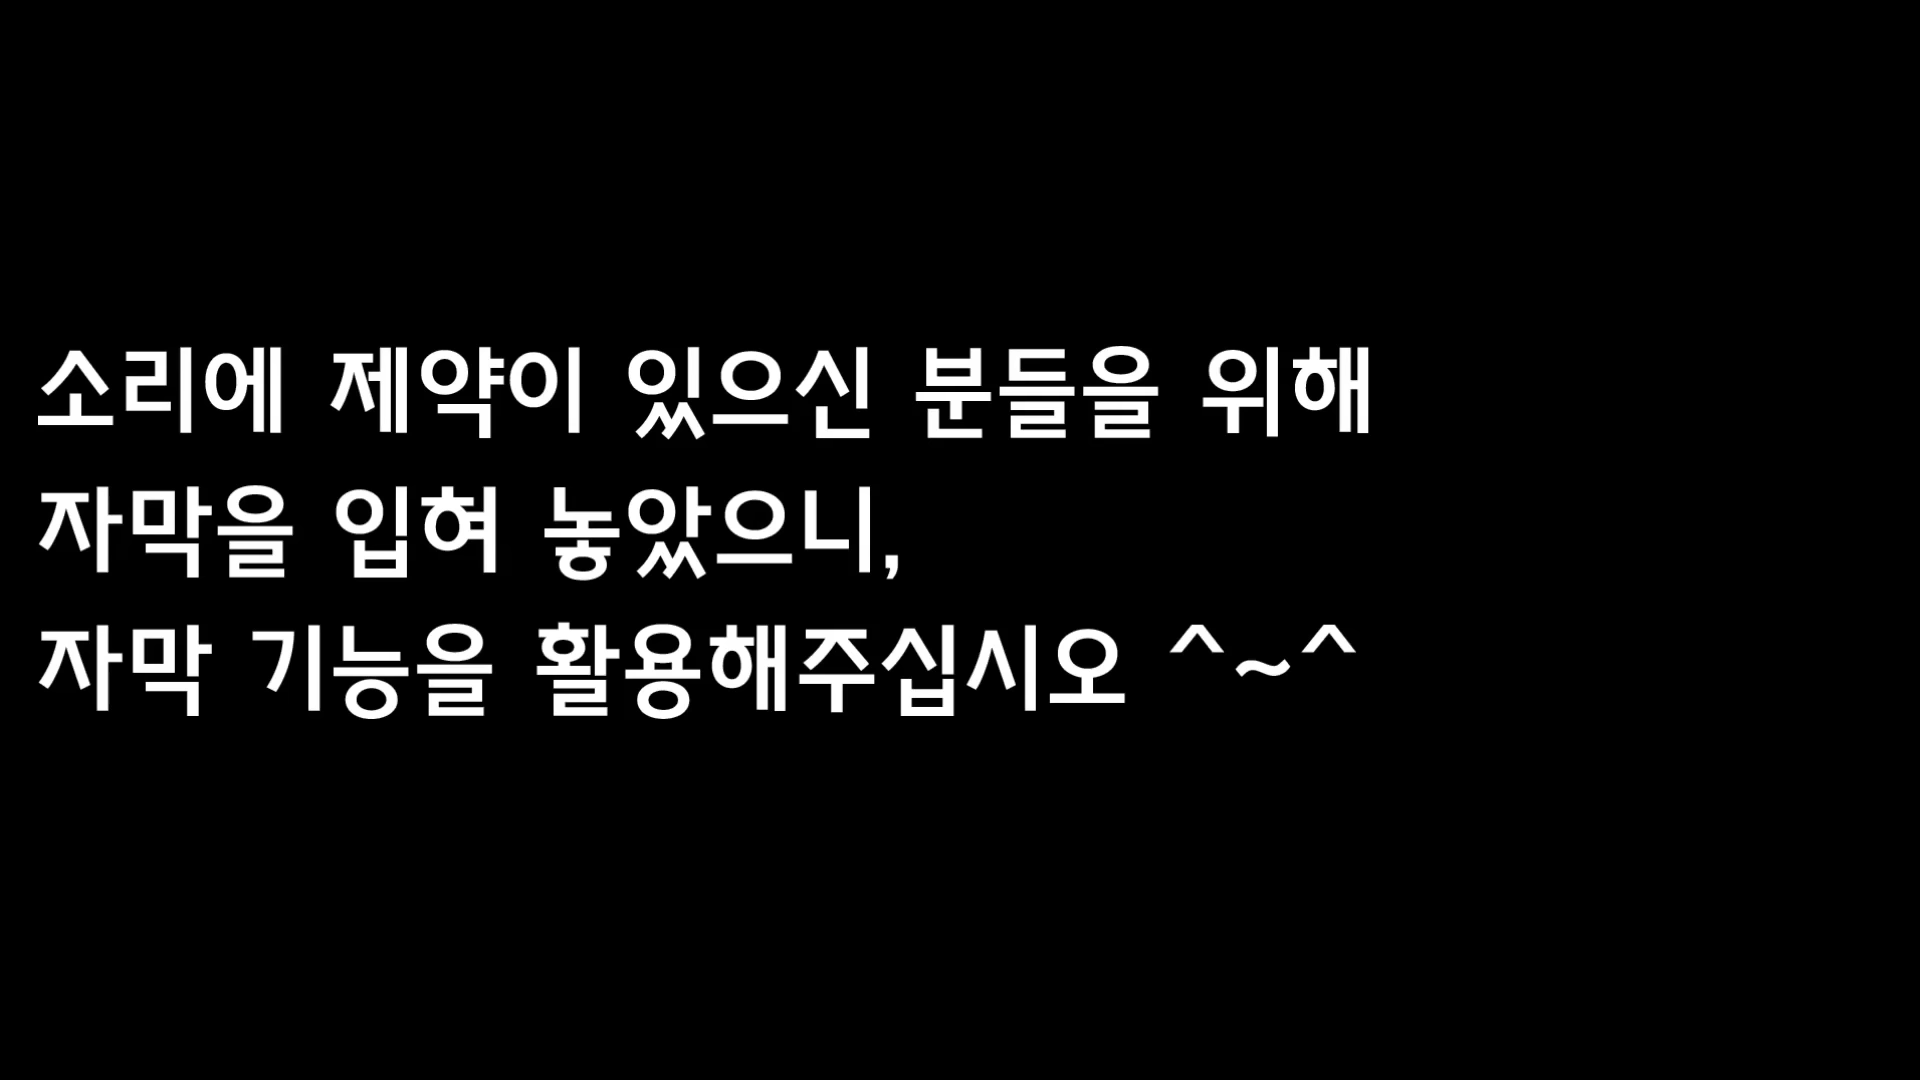 소리에 제약이 있으신 분들을 위해
자막을 입혀 놓았으니,
자막 기능을 활용해주십시오 ^~^